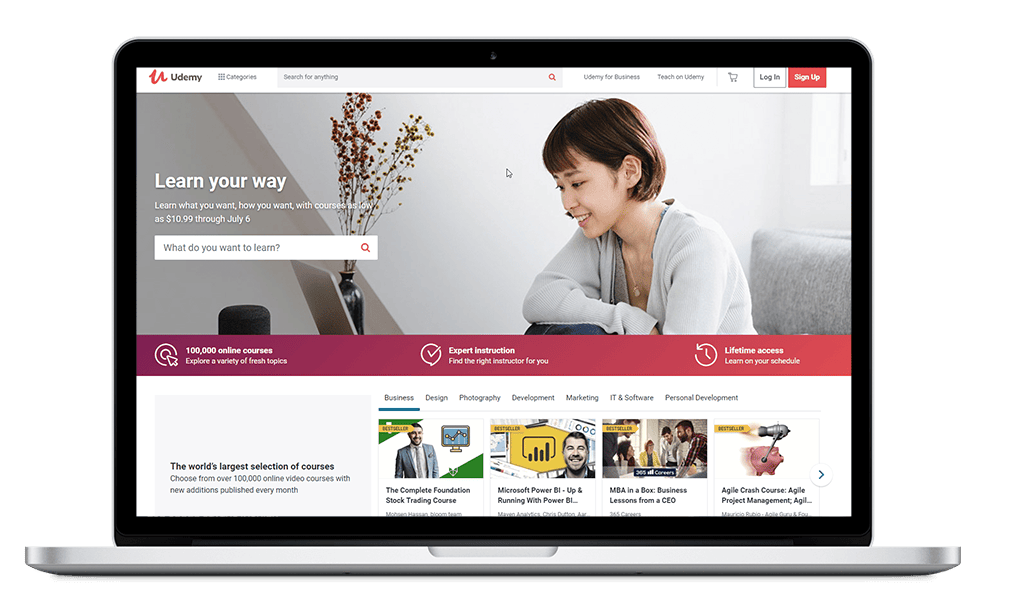 Udemy
Categories
Search for anything
Udemy for Business
Teach on Udemy
Log In
Sign Up
Learn your way
Learn what you want, how you want, with courses as low
as $10.99 through July 6
What do you want to learn?
100,000 online courses
Explore a variety of fresh topics
Expert instruction
Find the right instructor for you
Lifetime access
Learn on your schedule
Business
Design
Photography
Development
Marketing
IT & Software
Personal Development
The world's largest selection of courses
Choose from over 100,000 online video courses with
new additions published every month
BESTSELLER
The Complete Foundation
Stock Trading Course
Mohsen Hassan, bloom team
BESTSELLER
Microsoft Power BI - Up &
Running With Power BI...
Maven Analytics, Chris Dutton, Aar
BESTSELLER
365 Careers
MBA in a Box: Business
Lessons from a CEO
365 Careers
BESTSELLER
Agile Crash Course: Agile
Project Management; Agil...
Mauricio Rubio - Agile Guru & Fou...